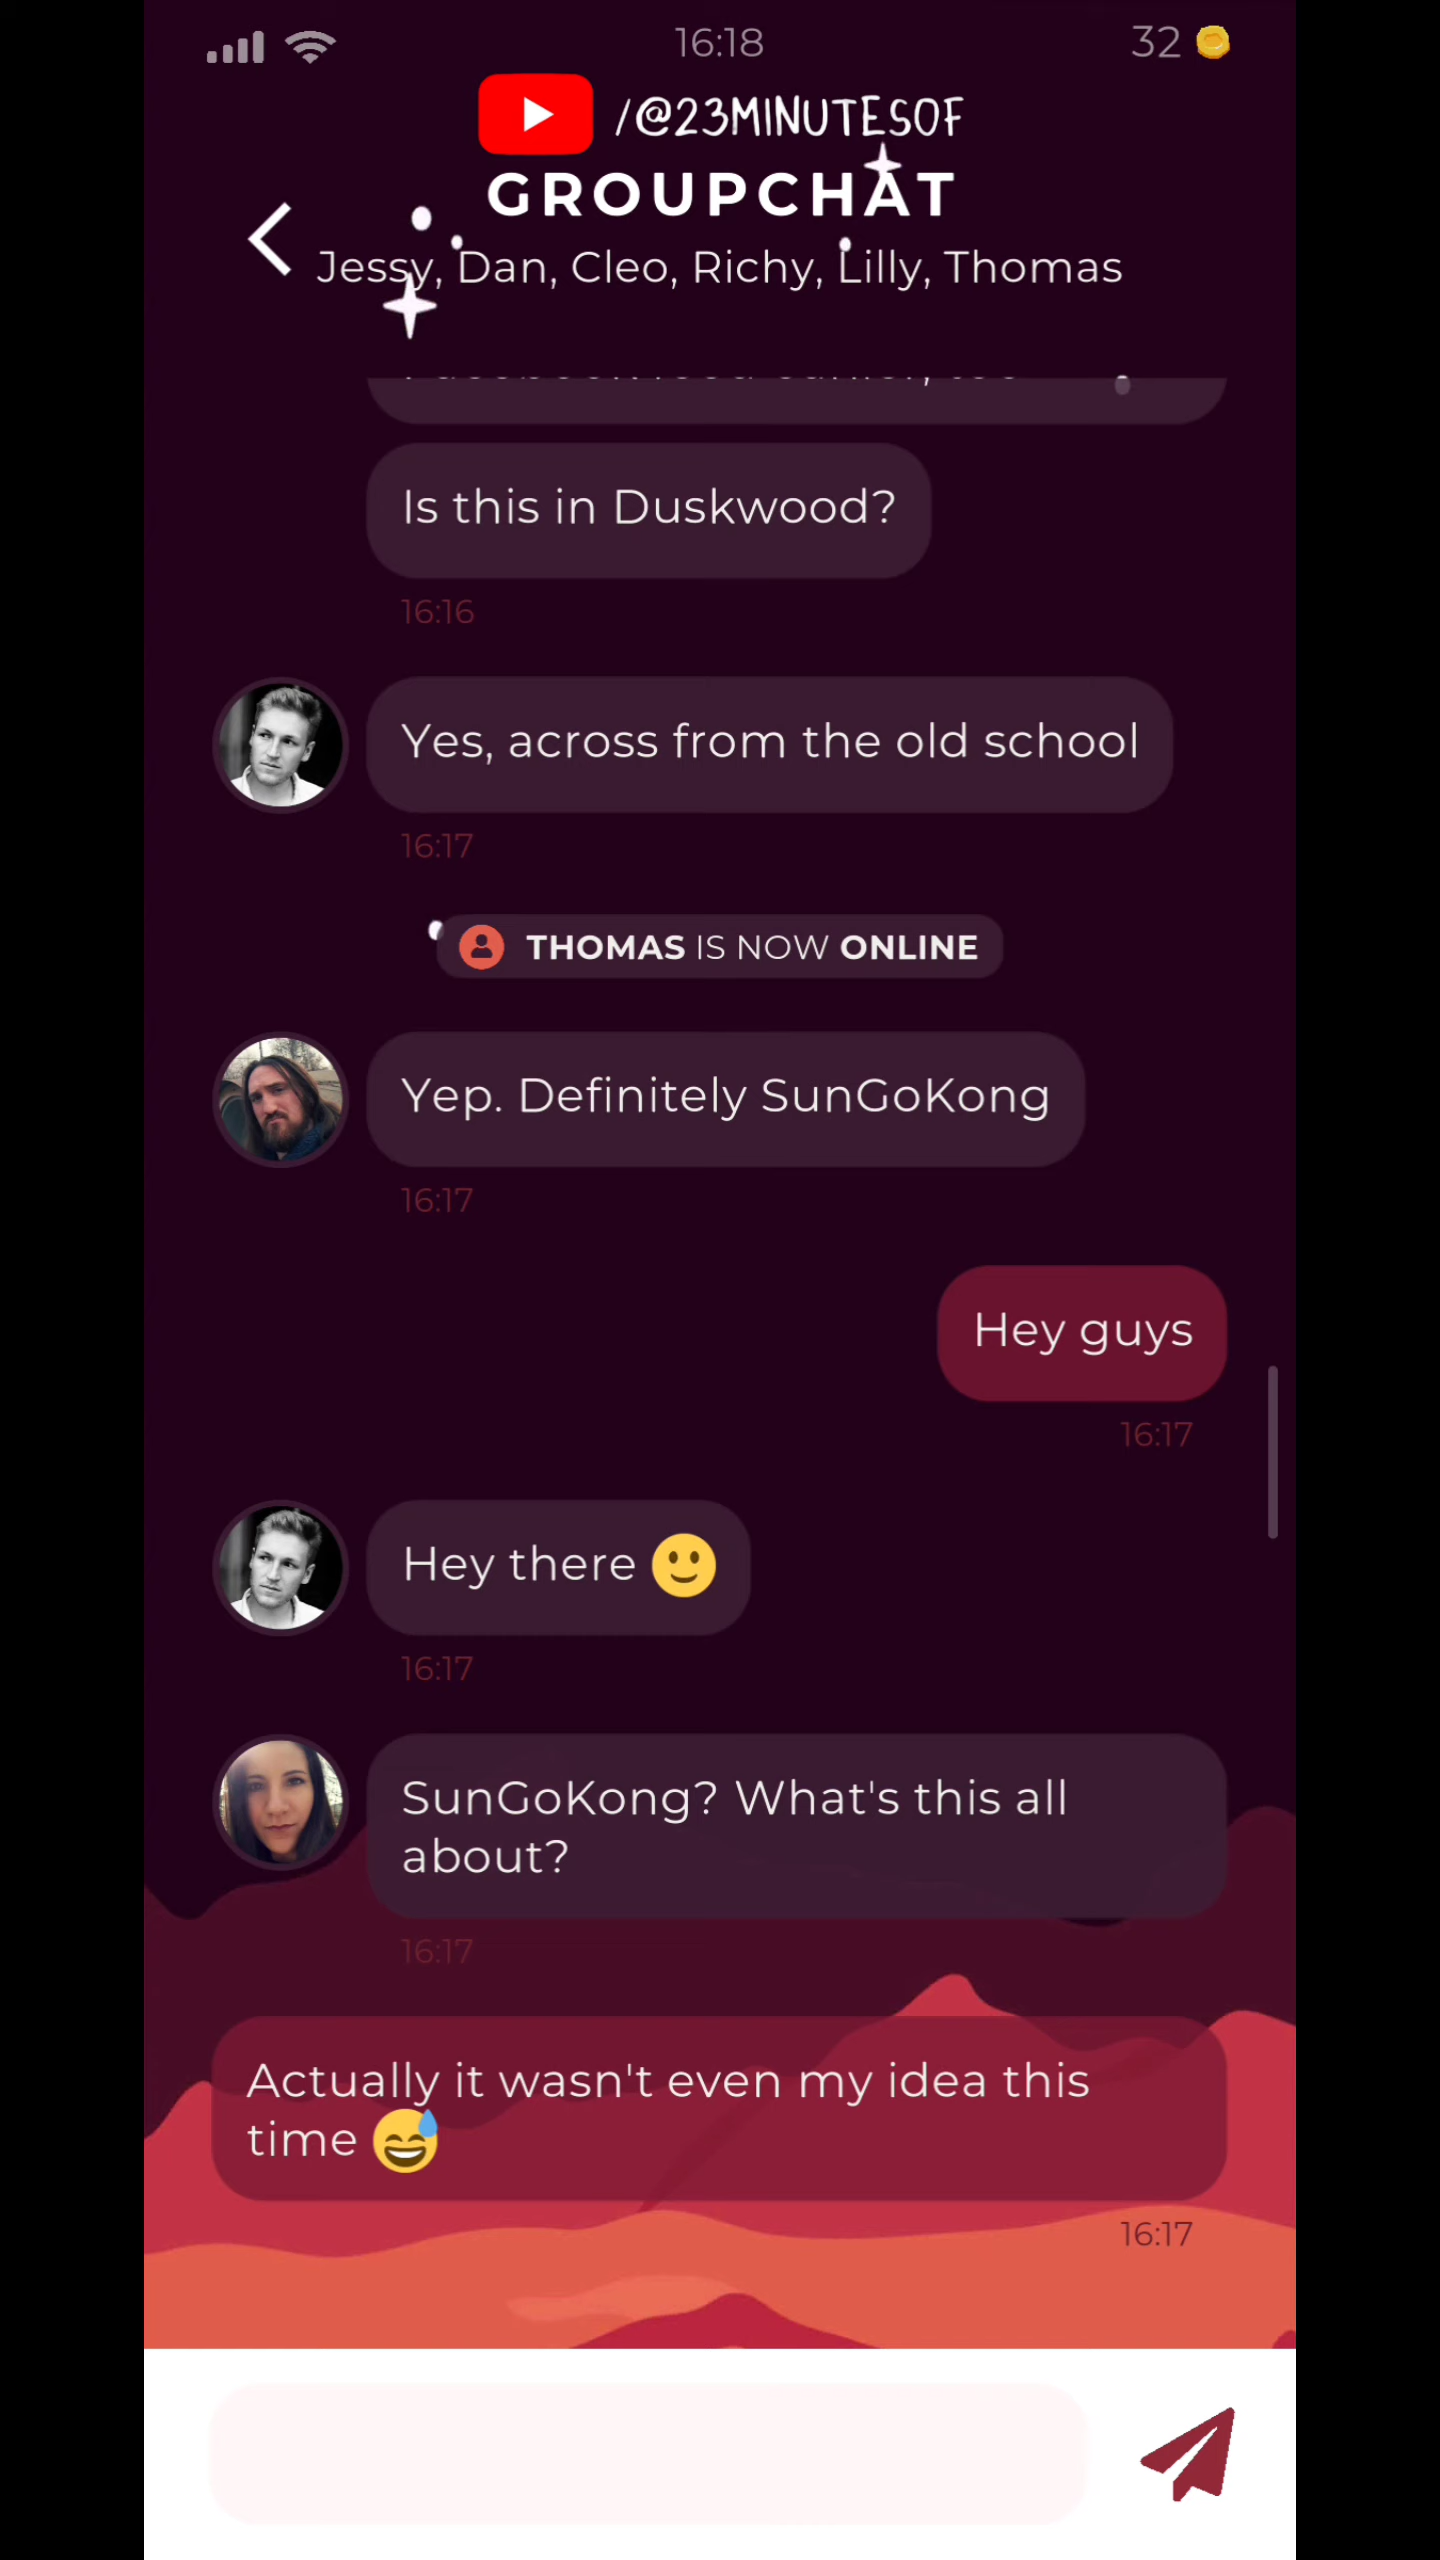 16:18
32
/@23MINUTESOF
GROUPCHAT
Jessy, Dan, Cleo, Richy, Lilly, Thomas
Is this in Duskwood?
16:16
Yes, across from the old school
16:17
THOMAS IS NOW ONLINE
Yep. Definitely SunGoKong
16:17
Hey guys
16:17
Hey there 🙂
16:17
SunGoKong? What's this all
about?
16:17
Actually it wasn't even my idea this
time 😅
16:17